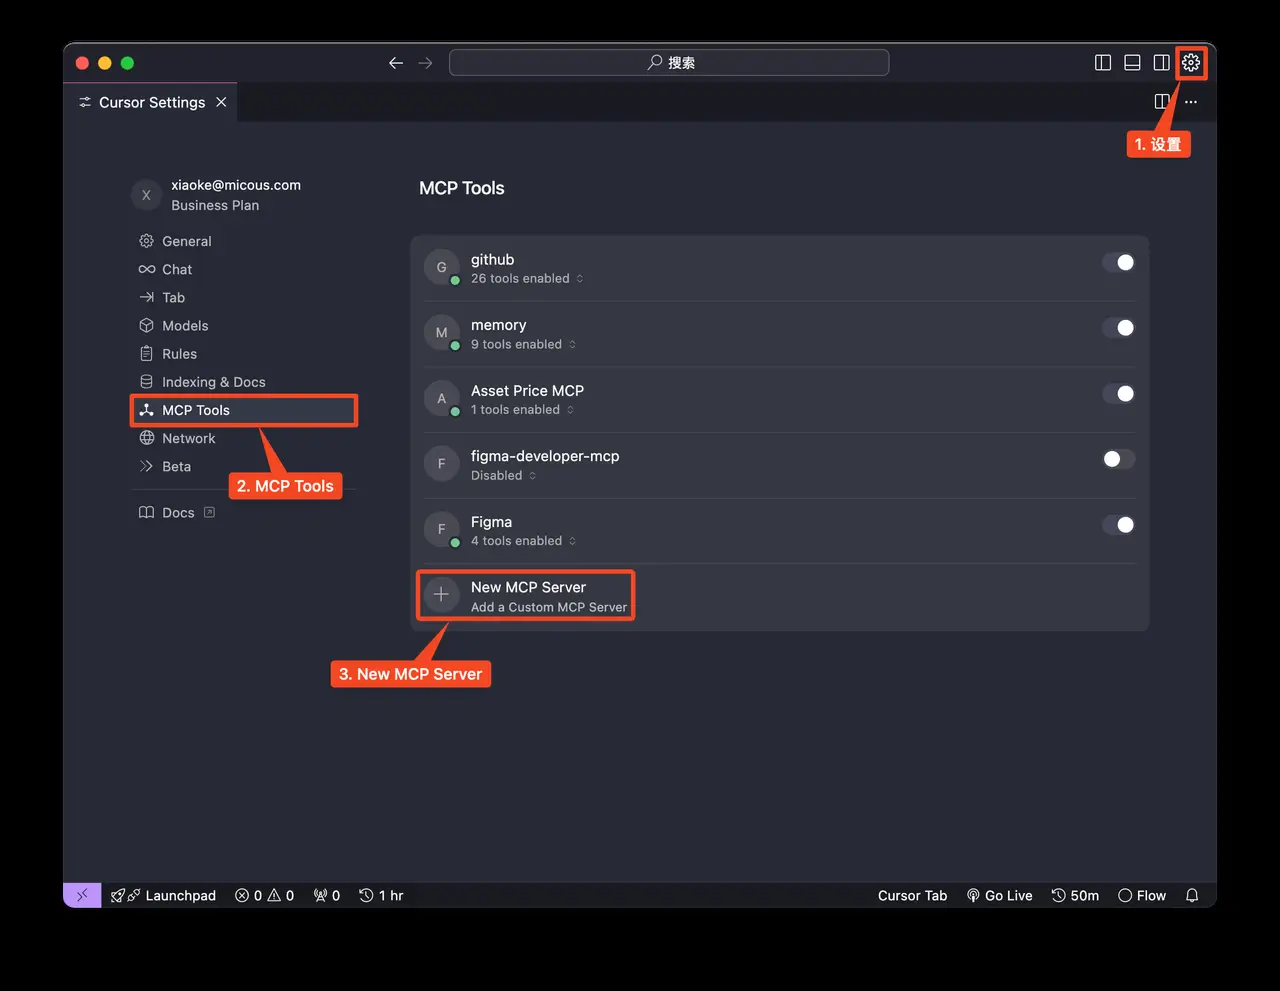 搜索
Cursor Settings
1. 设置
X
xiaoke@micous.com
Business Plan
General
Chat
Tab
Models
Rules
Indexing & Docs
MCP Tools
Network
Beta
2. MCP Tools
Docs
MCP Tools
G
github
26 tools enabled
M
memory
9 tools enabled
A
Asset Price MCP
1 tools enabled
F
figma-developer-mcp
Disabled
F
Figma
4 tools enabled
New MCP Server
Add a Custom MCP Server
3. New MCP Server
Launchpad 0 0 0 1 hr Cursor Tab Go Live 50m Flow